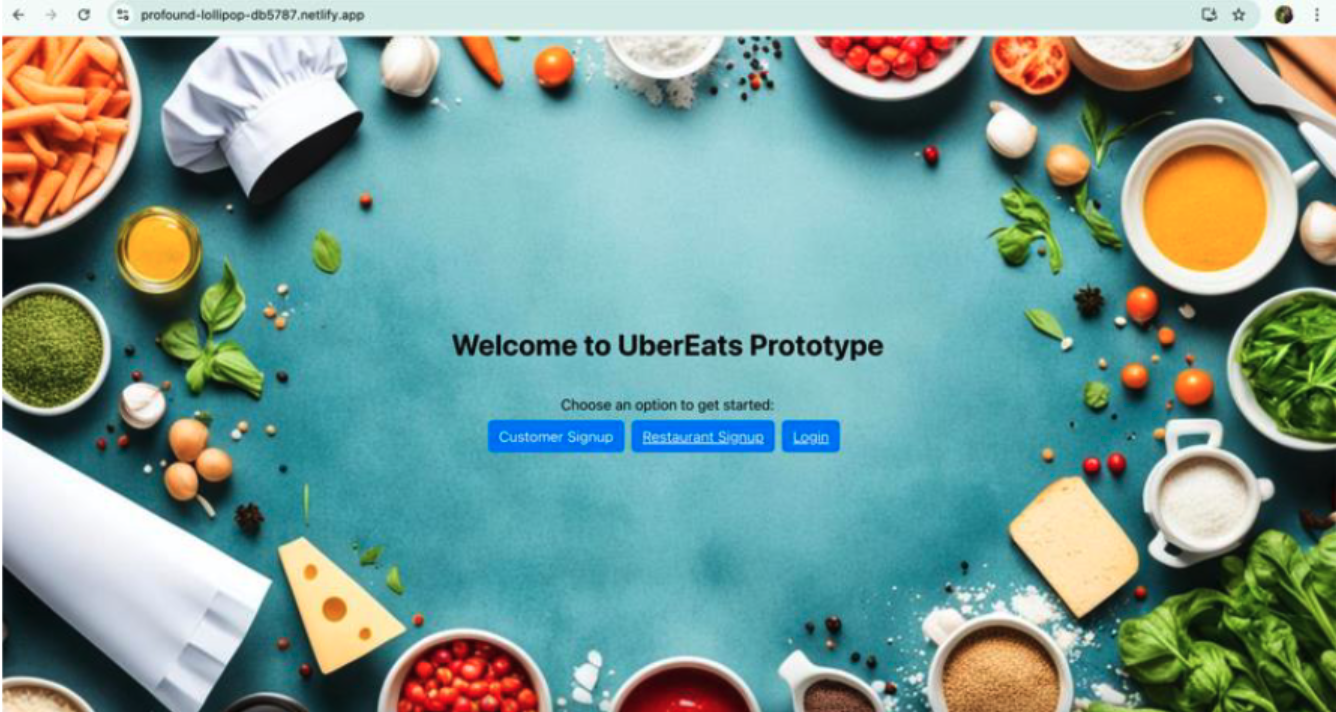 profound-lollipop-db5787.netlify.app
Welcome to UberEats Prototype
Choose an option to get started:
Customer Signup Restaurant Signup Login